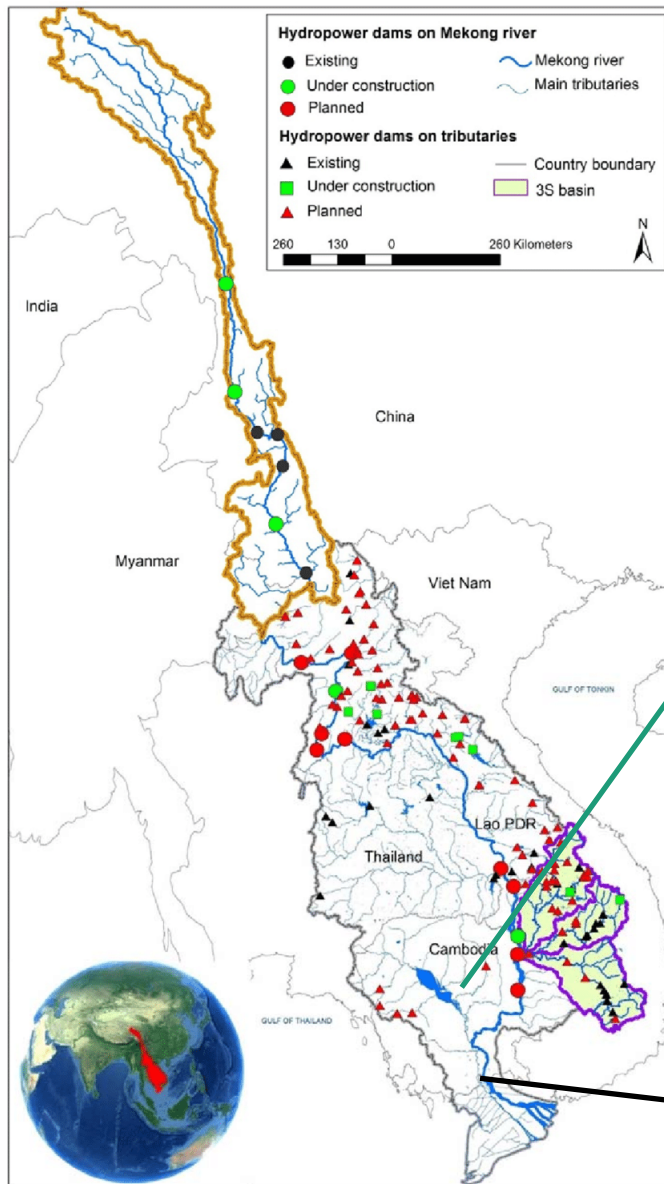 Hydropower dams on Mekong river
Existing
Mekong river
Under construction
Main tributaries
Planned
Hydropower dams on tributaries
Existing
Country boundary
Under construction
3S basin
Planned
N
260 130 0 260 Kilometers
India
China
Myanmar
Viet Nam
GULF OF TONKIN
Lao PDR
Thailand
Cambodia
GULF OF THAILAND